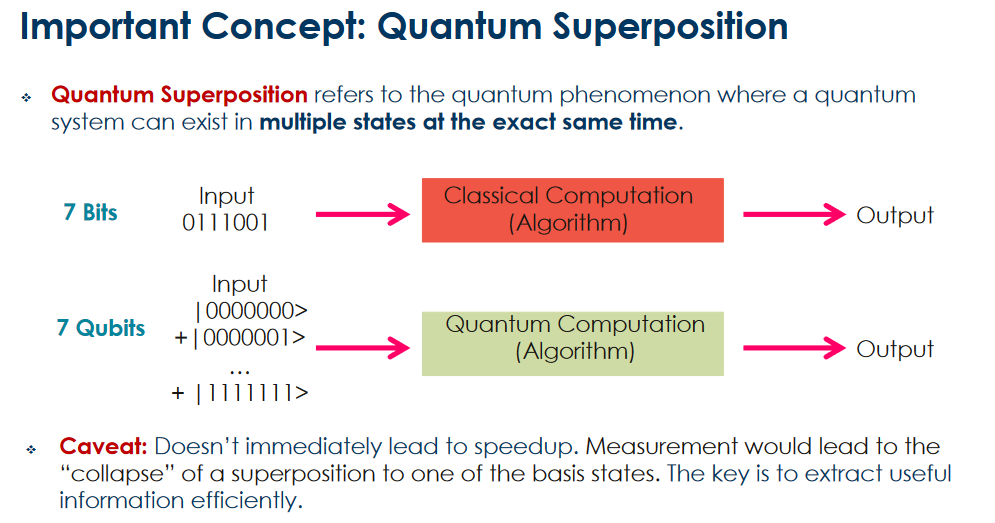 Important Concept: Quantum Superposition
❖ Quantum Superposition refers to the quantum phenomenon where a quantum
system can exist in multiple states at the exact same time.
7 Bits
Input
0111001
Classical Computation
(Algorithm)
Output
7 Qubits
Input
|0000000>
+|0000001>
…
+ |1111111>
Quantum Computation
(Algorithm)
Output
❖ Caveat: Doesn’t immediately lead to speedup. Measurement would lead to the
“collapse” of a superposition to one of the basis states. The key is to extract useful
information efficiently.